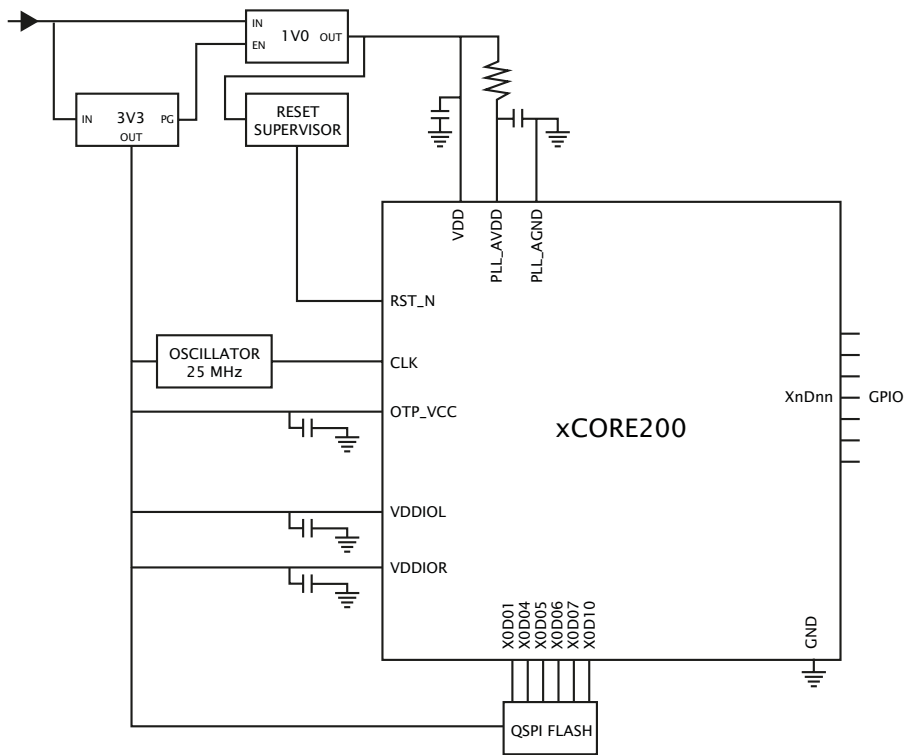 IN
EN
1V0
OUT
IN
3V3
PG
OUT
RESET
SUPERVISOR
VDD
PLL_AVDD
PLL_AGND
RST_N
OSCILLATOR
25 MHz
CLK
OTP_VCC
XnDnn
GPIO
xCORE200
VDDIOL
VDDIOR
X0D01
X0D04
X0D05
X0D06
X0D07
X0D10
GND
QSPI FLASH